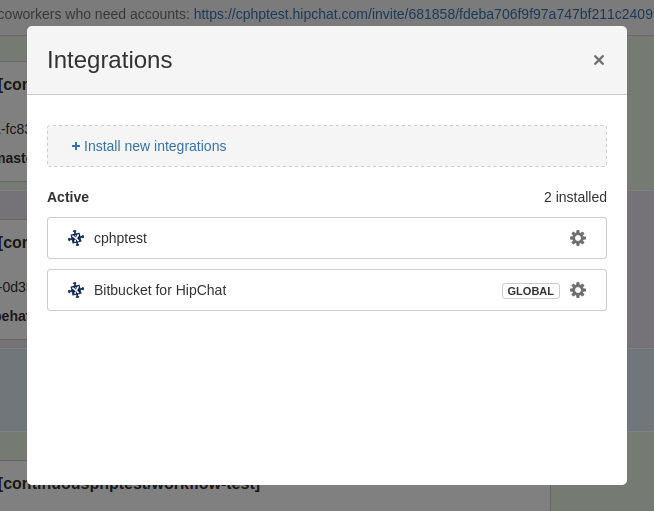 coworkers who need accounts: https://cphptest.hipchat.com/invite/681858/fdeba706f9f97a747bf211c2409
Integrations
×
+ Install new integrations
Active 2 installed
cphptest
Bitbucket for HipChat GLOBAL
[continuousphptest/workflow-test]